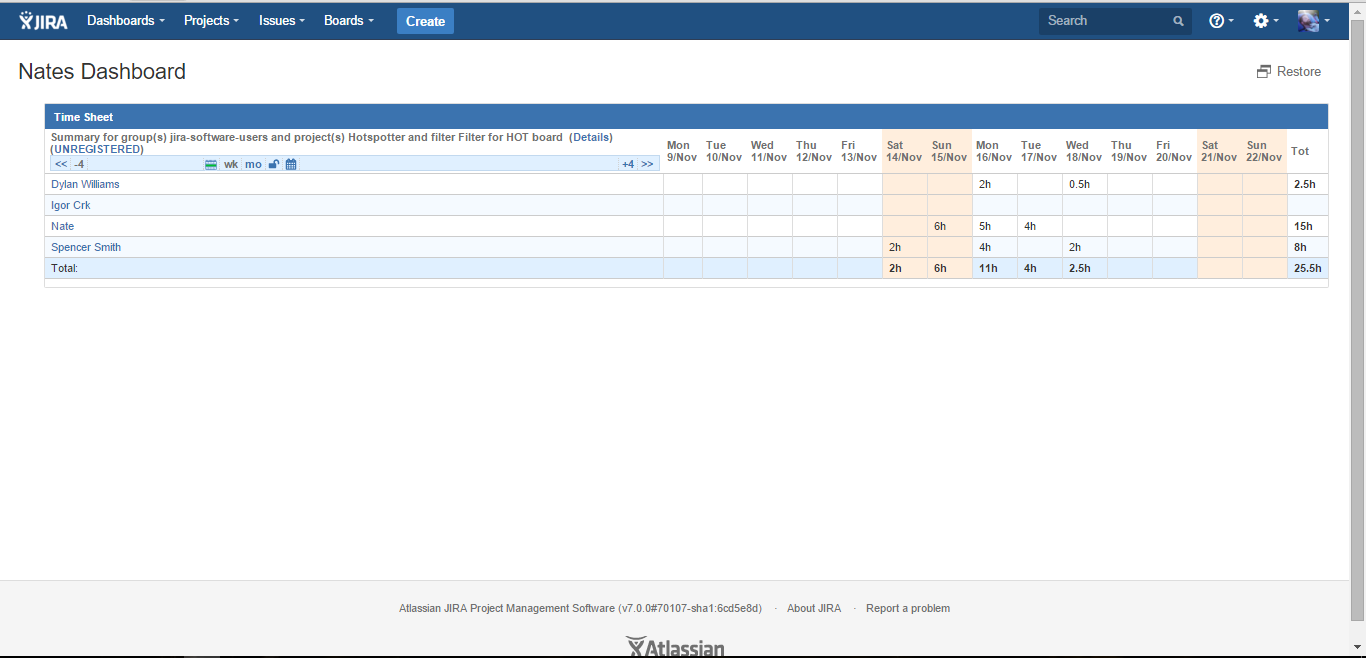 JIRA Dashboards Projects Issues Boards Create Search
Nates Dashboard Restore
Time Sheet
Summary for group(s) jira-software-users and project(s) Hotspotter and filter Filter for HOT board (Details)
(UNREGISTERED)
<< -4 wk mo +4 >>
Mon Tue Wed Thu Fri Sat Sun Mon Tue Wed Thu Fri Sat Sun Tot
9/Nov 10/Nov 11/Nov 12/Nov 13/Nov 14/Nov 15/Nov 16/Nov 17/Nov 18/Nov 19/Nov 20/Nov 21/Nov 22/Nov
Dylan Williams 2h 0.5h 2.5h
Igor Crk
Nate 6h 5h 4h 15h
Spencer Smith 2h 4h 2h 8h
Total: 2h 6h 11h 4h 2.5h 25.5h
Atlassian JIRA Project Management Software (v7.0.0#70107-sha1:6cd5e8d) · About JIRA · Report a problem
Atlassian